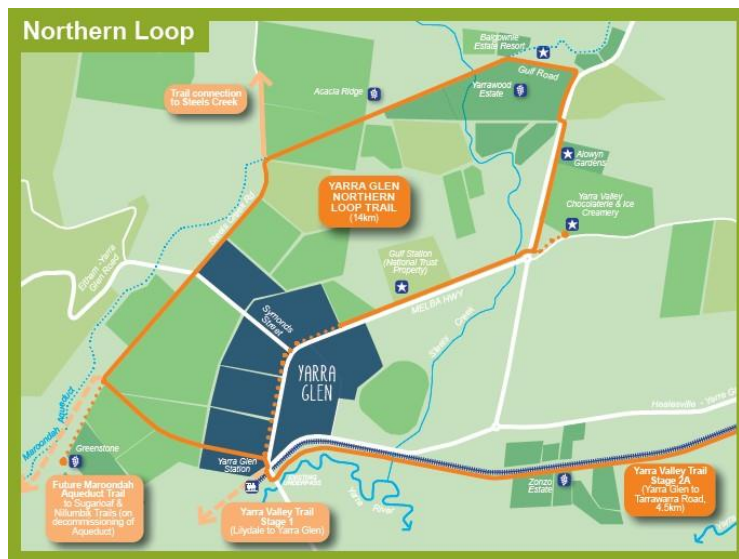 Northern Loop
Balgownie
Estate Resort
Gulf Road
Trail connection
to Steels Creek
Acacia Ridge
Yarrawood
Estate
Alowyn
Gardens
YARRA GLEN
NORTHERN
LOOP TRAIL
(14km)
Yarra Valley
Chocolaterie & Ice
Creamery
Steels Creek Rd
Eltham -Yarra
Glen Road
Gulf Station
(National Trust
Property)
MELBA HWY
Symonds
Street
Steels Creek
YARRA
GLEN
Maroondah Aqueduct
Healesville - Yarra
Greenstone
Yarra Glen
Station
EXISTING
UNDERPASS
Yarra River
Zonzo
Estate
Future Maroondah
Aqueduct Trail
to Sugarloaf &
Nillumbik Trails (on
decommissioning of
Aqueduct)
Yarra Valley Trail
Stage 1
(Lilydale to Yarra Glen)
Yarra Valley Trail
Stage 2A
(Yarra Glen to
Tarrawarra Road,
4.5km)